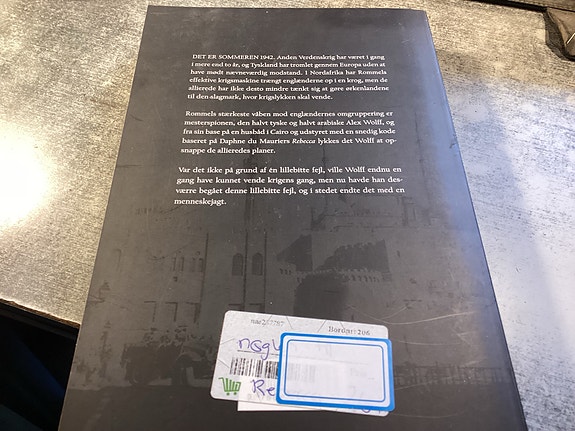 DET ER SOMMEREN 1942. Anden Verdenskrig har været i gang
i mere end to år, og Tyskland har tromlet gennem Europa uden at
have mødt nævneværdig modstand. I Nordafrika har Rommels
effektive krigsmaskine trængt englænderne op i en krog, men de
allierede har ikke desto mindre tænkt sig at gøre ørkenlandene
til den slagmark, hvor krigslykken skal vende.
Rommels stærkeste våben mod englændernes omgruppering er
mesterspionen, den halvt tyske og halvt arabiske Alex Wolff, og
fra sin base på en husbåd i Cairo og udstyret med en snedig kode
baseret på Daphne du Mauriers Rebecca lykkes det Wolff at op-
snappe de allieredes planer.
Var det ikke på grund af én lillebitte fejl, ville Wolff endnu en
gang have kunnet vende krigens gang, men nu havde han des-
værre begået denne lillebitte fejl, og i stedet endte det med en
menneskejagt.
Bordnr: 206
Re